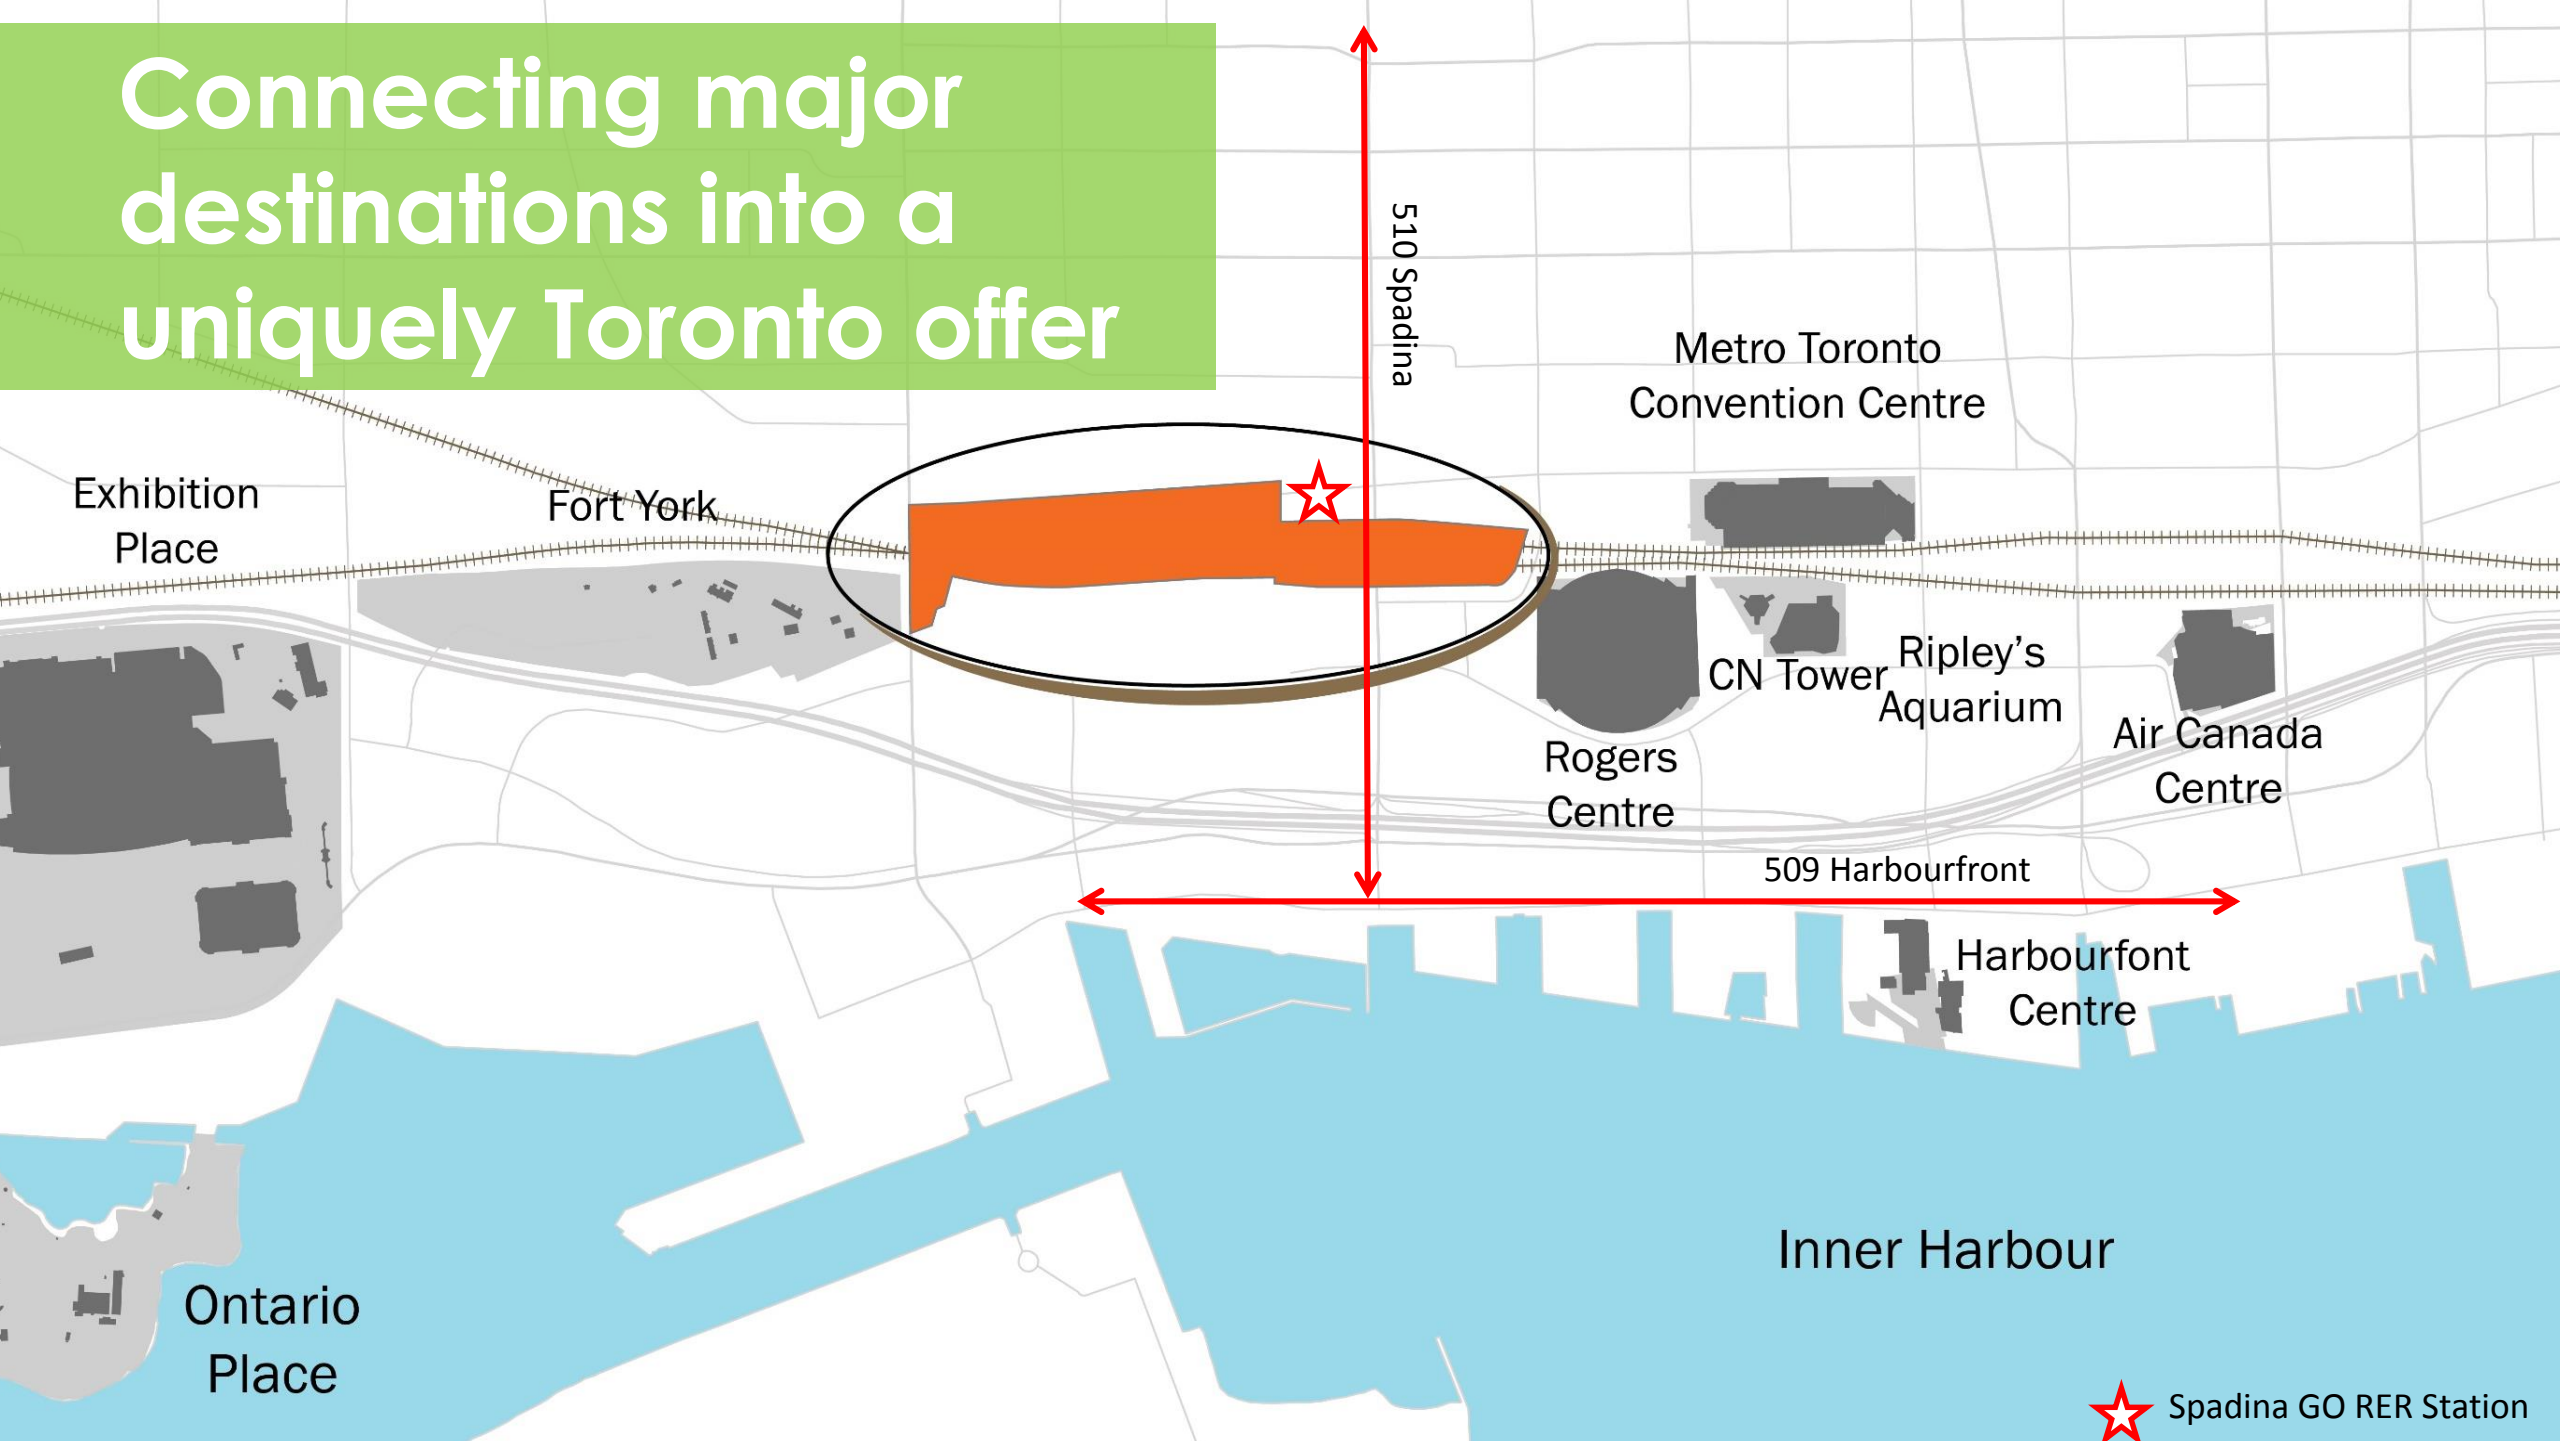 Connecting major
destinations into a
uniquely Toronto offer
510 Spadina
Metro Toronto
Convention Centre
Exhibition
Place
Fort York
CN Tower
Ripley’s
Aquarium
Rogers
Centre
Air Canada
Centre
509 Harbourfront
Harbourfont
Centre
Inner Harbour
Ontario
Place
Spadina GO RER Station